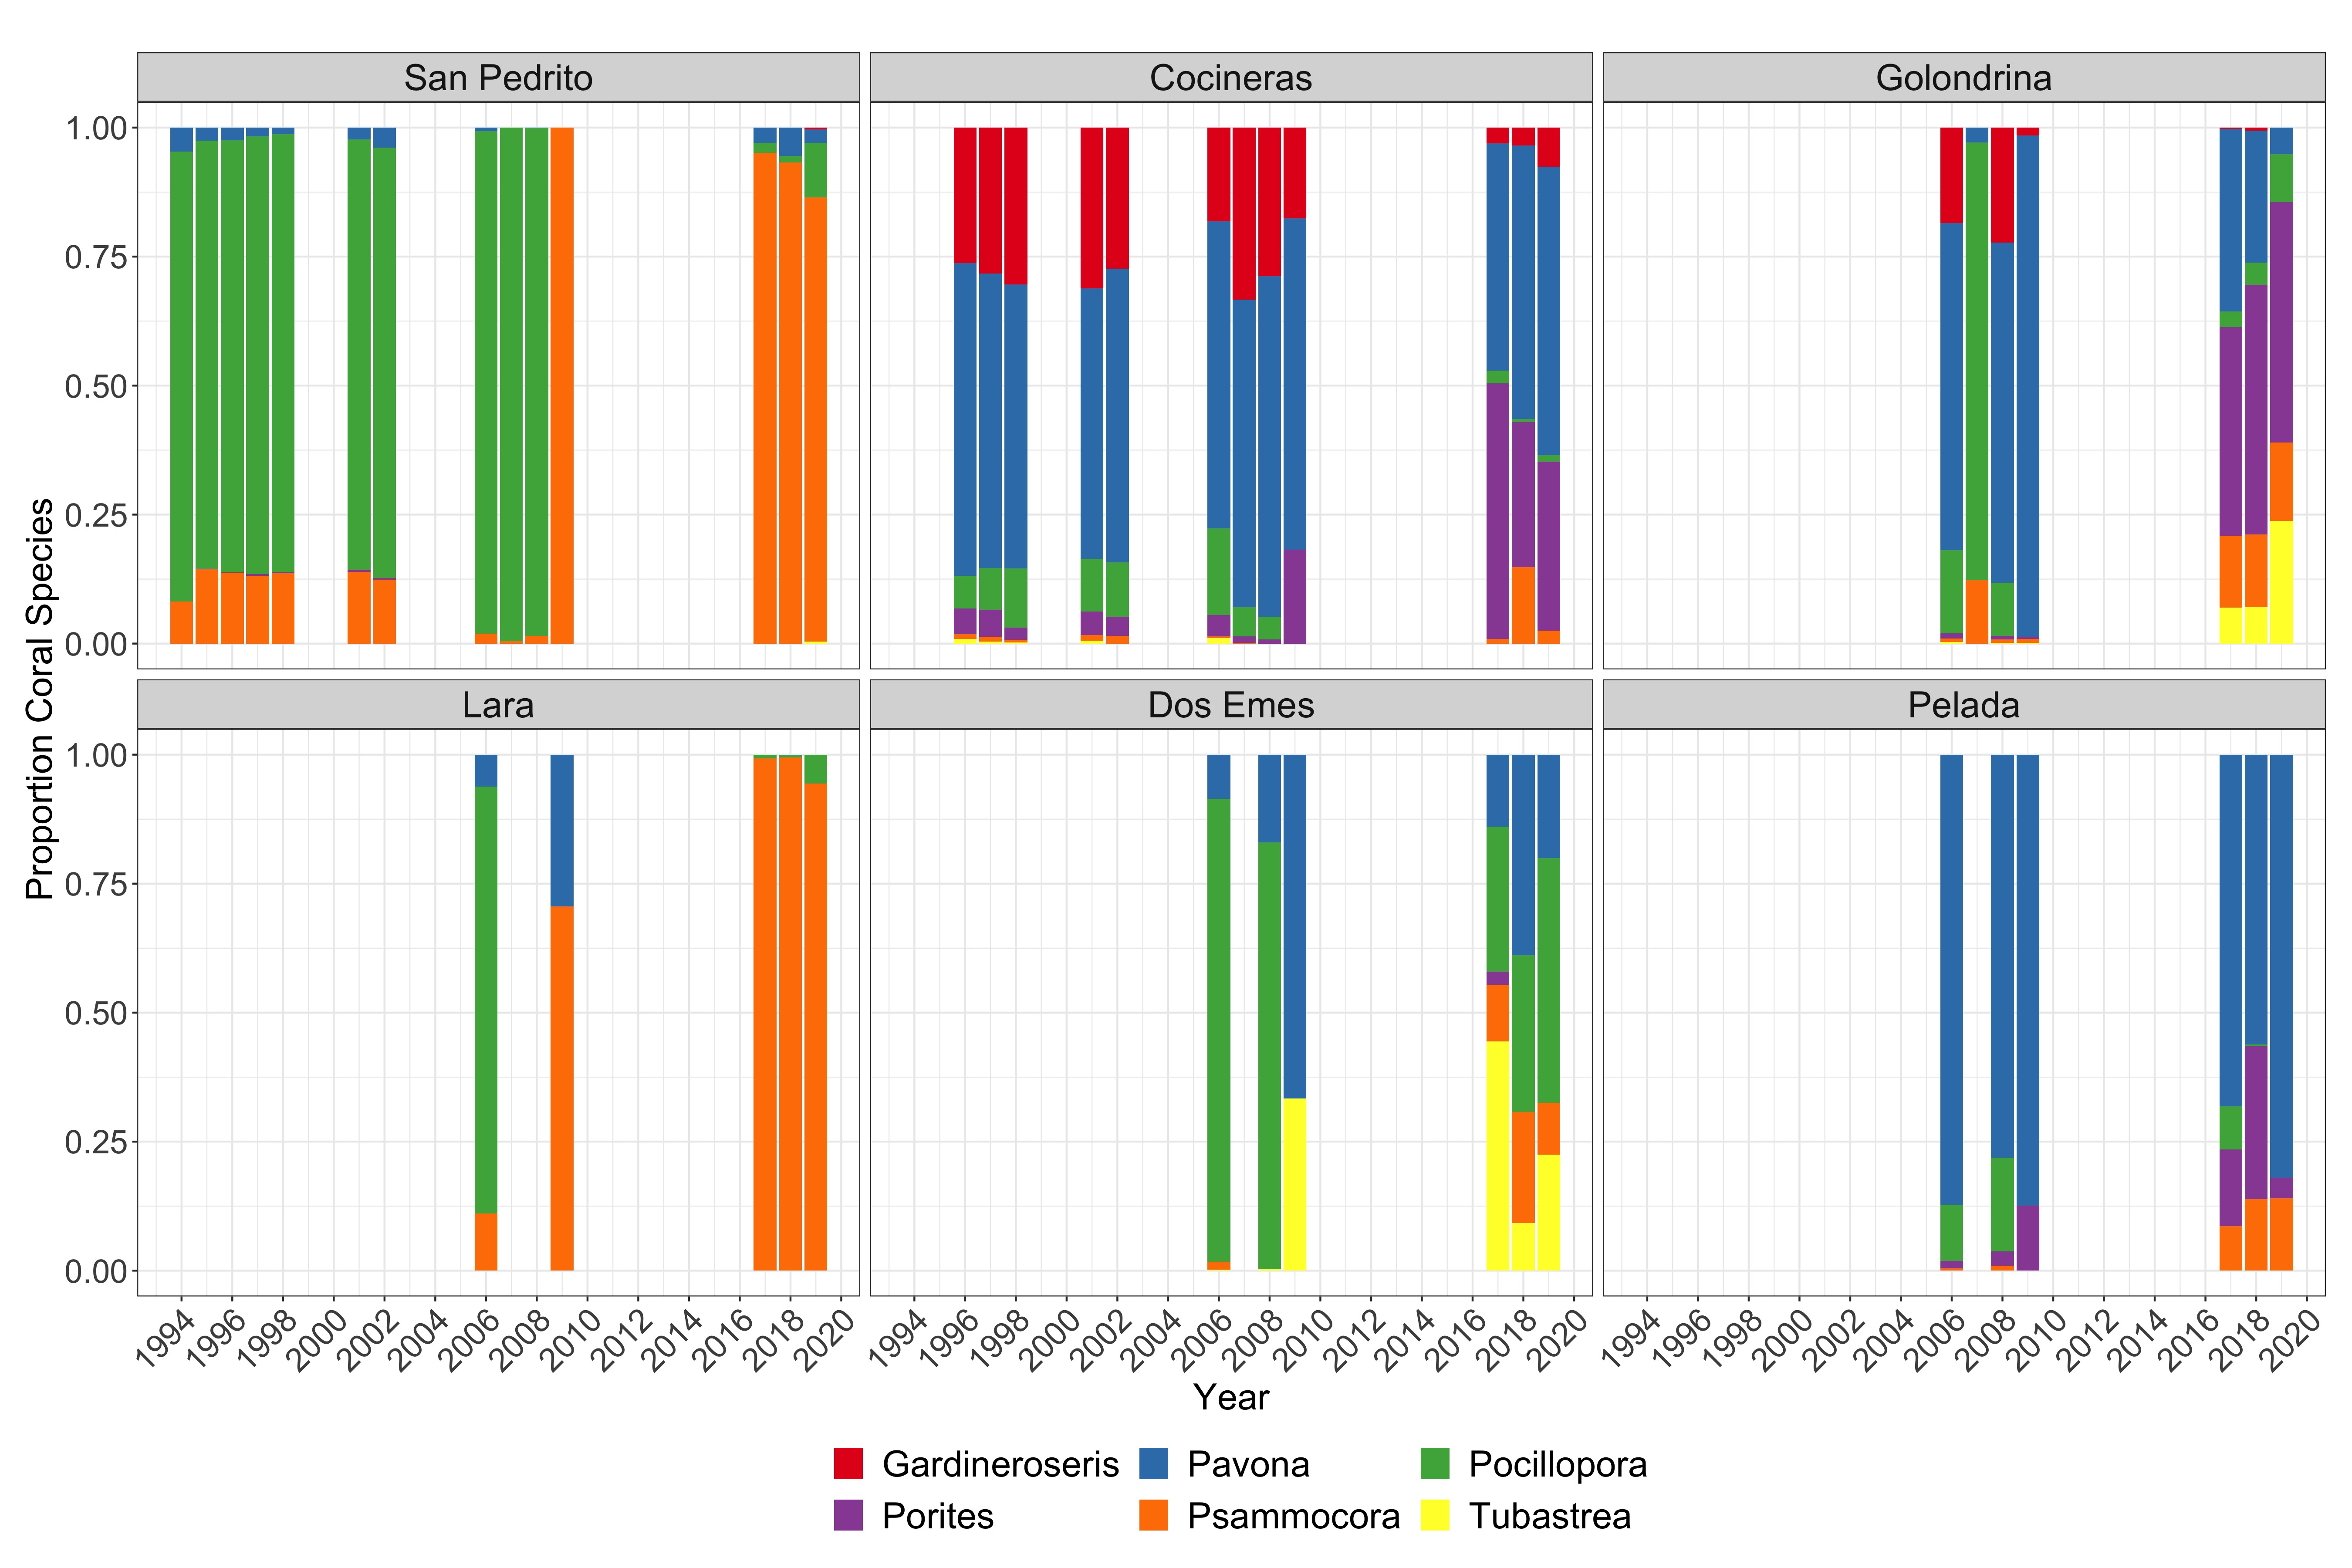 San Pedrito Cocineras Golondrina
1.00
0.75
0.50
0.25
0.00
Proportion Coral Species
Lara Dos Emes Pelada
1.00
0.75
0.50
0.25
0.00
1994 1996 1998 2000 2002 2004 2006 2008 2010 2012 2014 2016 2018 2020 1994 1996 1998 2000 2002 2004 2006 2008 2010 2012 2014 2016 2018 2020 1994 1996 1998 2000 2002 2004 2006 2008 2010 2012 2014 2016 2018 2020
Year
Gardineroseris Pavona Pocillopora
Porites Psammocora Tubastrea